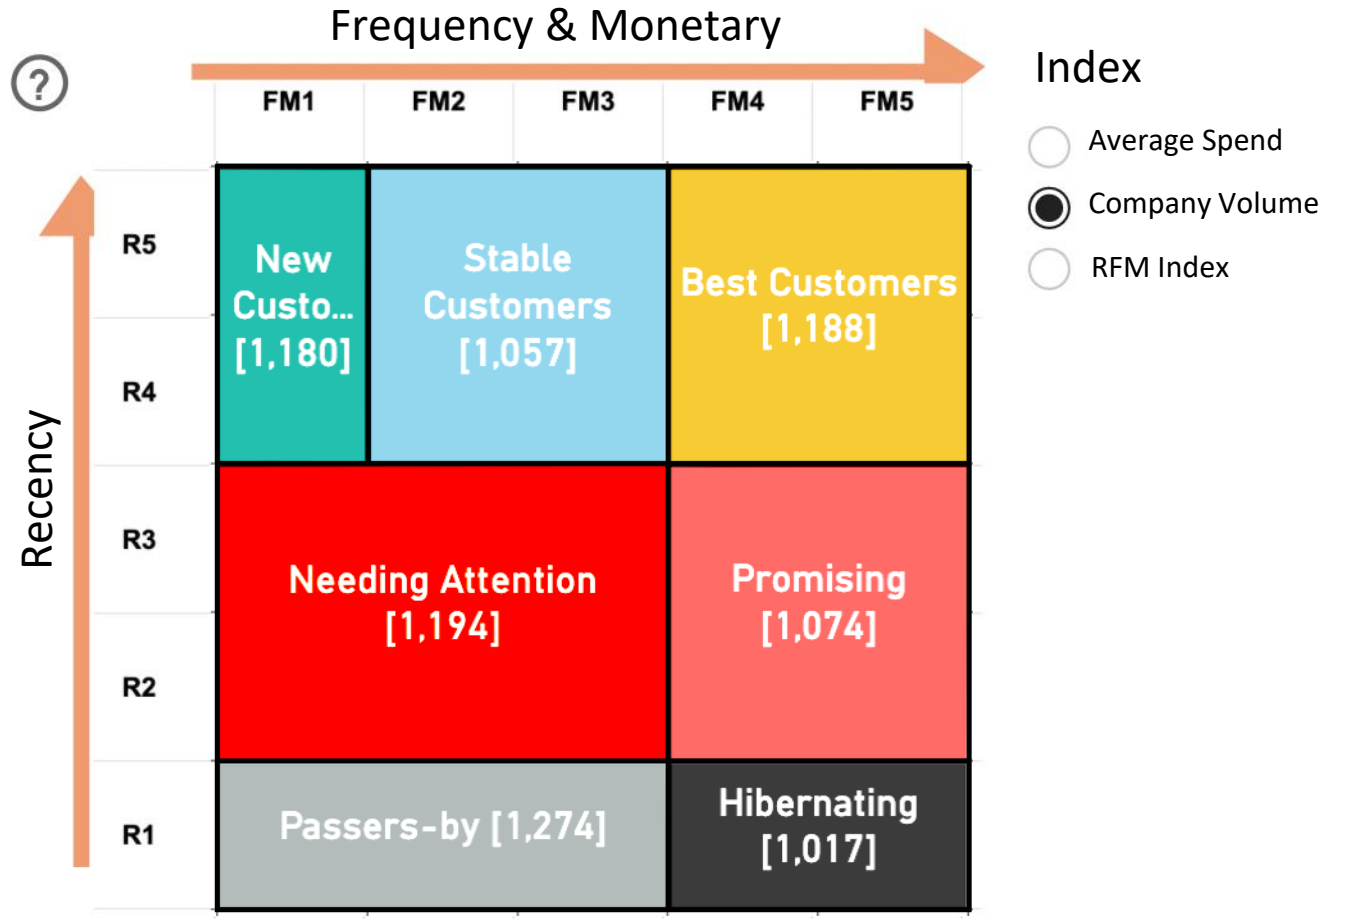 Frequency & Monetary
?
FM1 FM2 FM3 FM4 FM5
Index
Average Spend
Company Volume
RFM Index
Recency
R5
R4
R3
R2
R1
New
Custo...
[1,180]
Stable
Customers
[1,057]
Best Customers
[1,188]
Needing Attention
[1,194]
Promising
[1,074]
Passers-by [1,274]
Hibernating
[1,017]